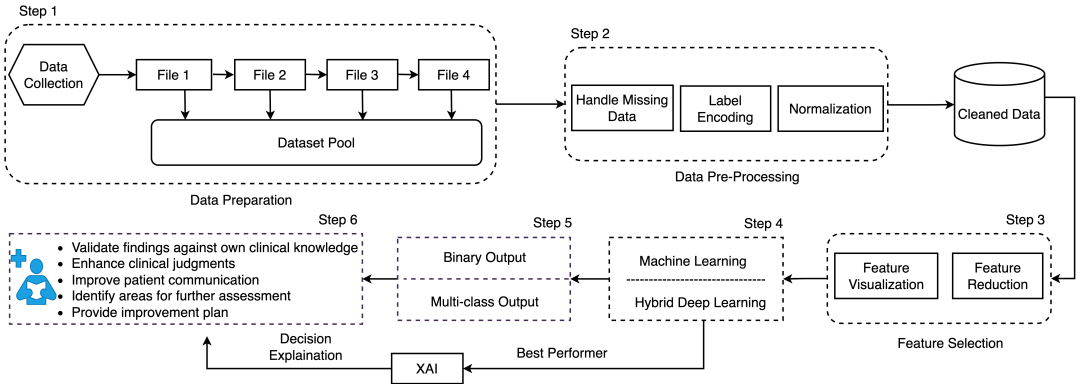 Step 1
Data
Collection
File 1
File 2
File 3
File 4
Dataset Pool
Data Preparation
Step 2
Handle Missing
Data
Label
Encoding
Normalization
Data Pre-Processing
Cleaned Data
Step 3
Feature
Visualization
Feature
Reduction
Feature Selection
Step 4
Machine Learning
Hybrid Deep Learning
Step 5
Binary Output
Multi-class Output
Step 6
• Validate findings against own clinical knowledge
• Enhance clinical judgments
• Improve patient communication
• Identify areas for further assessment
• Provide improvement plan
Best Performer
XAI
Decision
Explaination